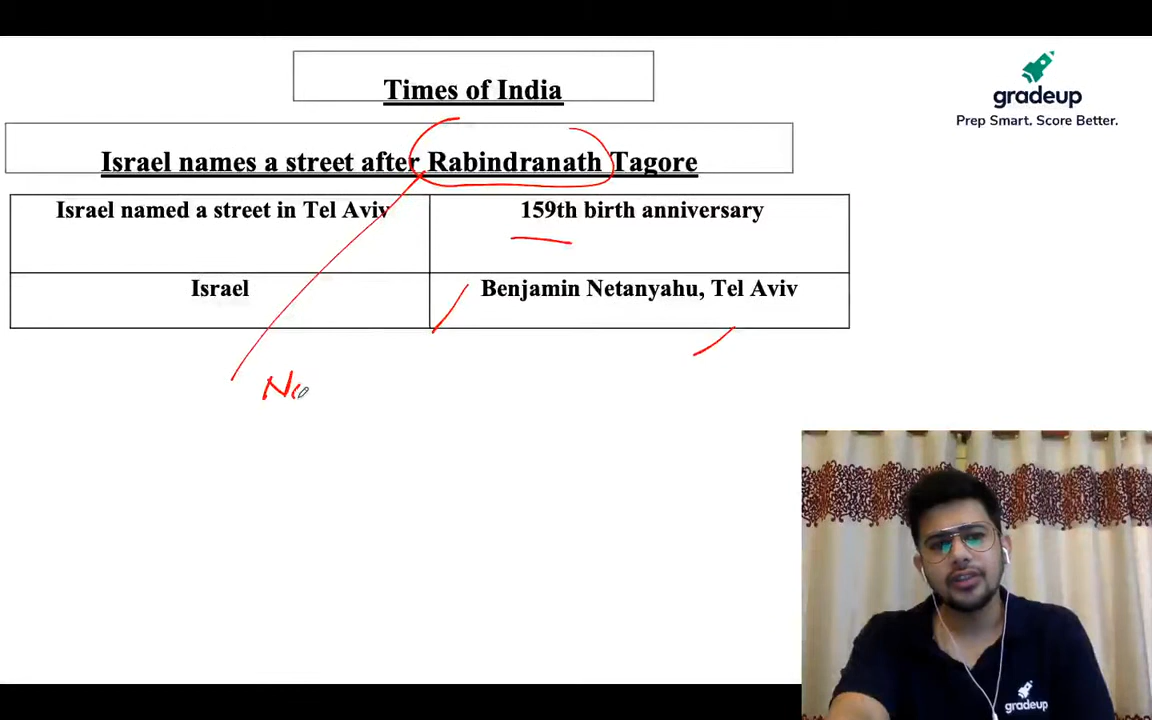 Times of India
gradeup
Prep Smart. Score Better.
Israel names a street after Rabindranath Tagore
Israel named a street in Tel Aviv
159th birth anniversary
Israel
Benjamin Netanyahu, Tel Aviv
gradeup